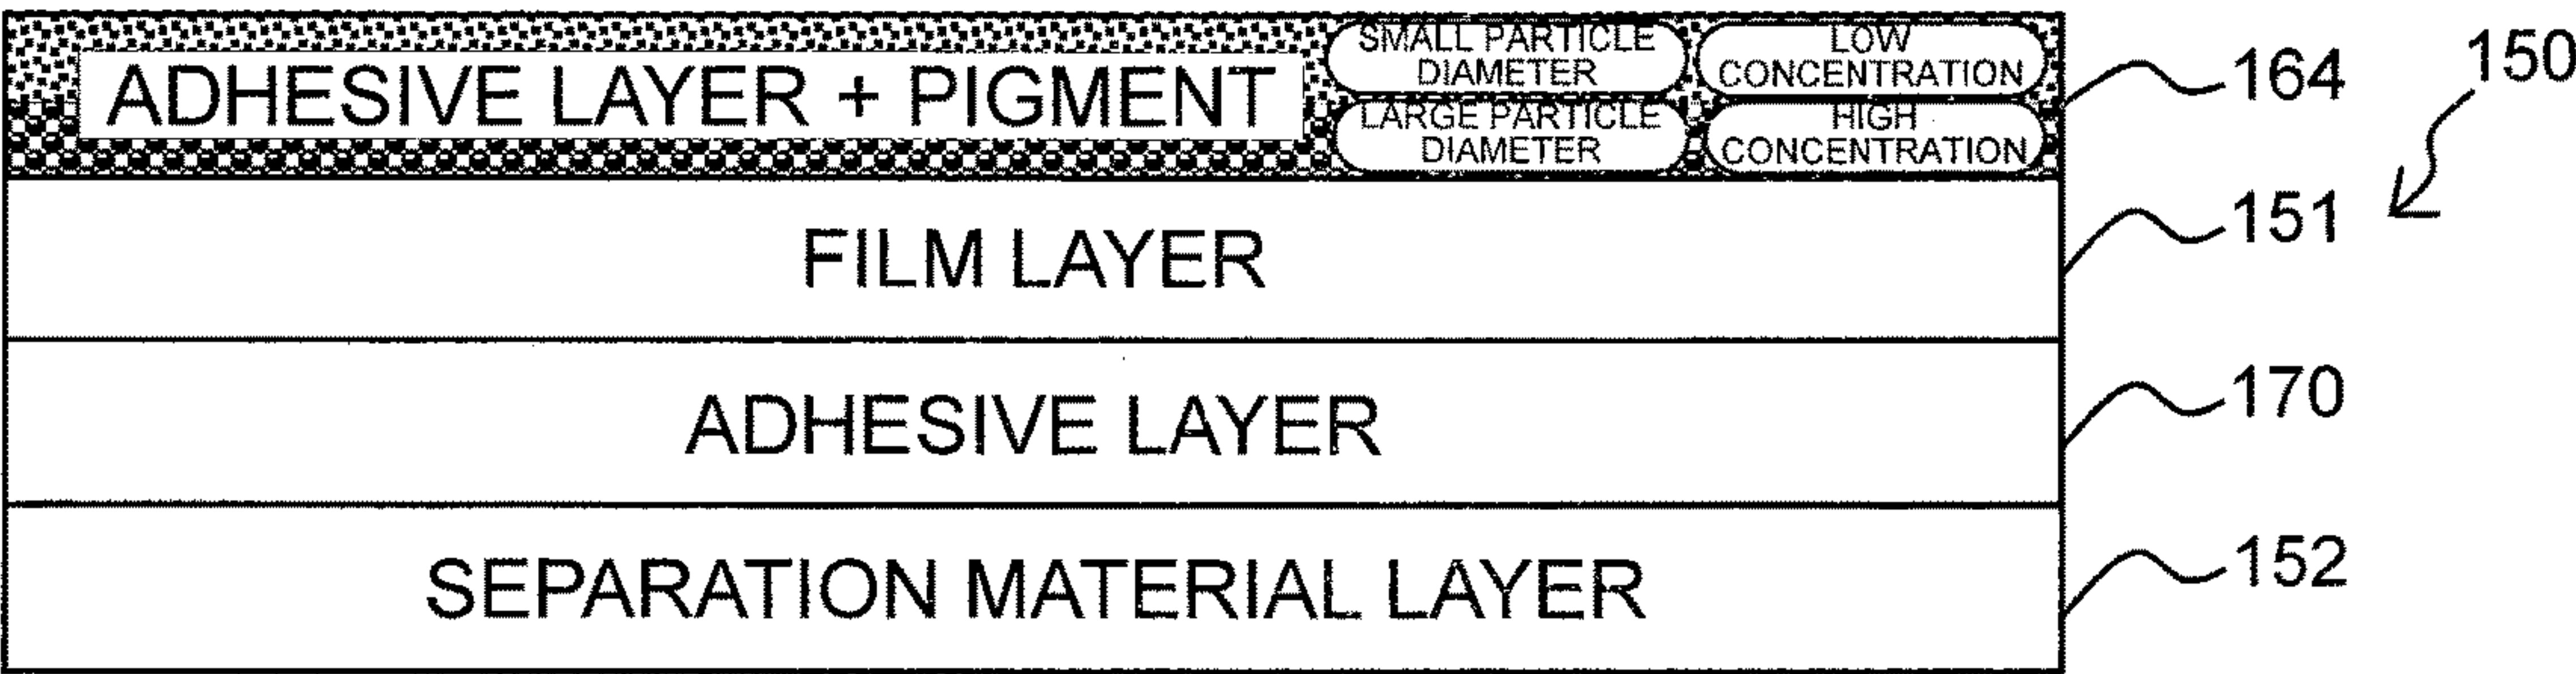 ADHESIVE LAYER + PIGMENT
SMALL PARTICLE
DIAMETER
LOW
CONCENTRATION
LARGE PARTICLE
DIAMETER
HIGH
CONCENTRATION
164
150
FILM LAYER
151
ADHESIVE LAYER
170
SEPARATION MATERIAL LAYER
152